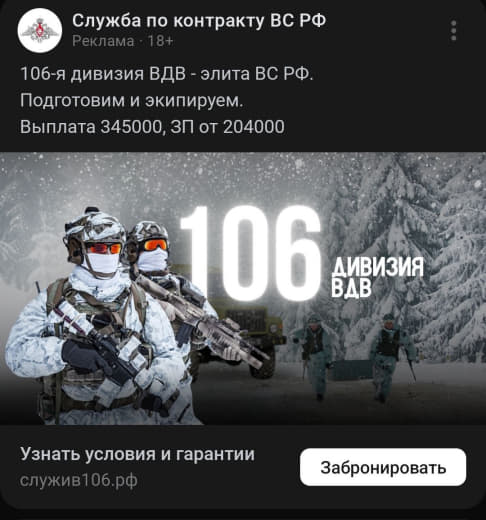 Служба по контракту ВС РФ
Реклама · 18+
106-я дивизия ВДВ - элита ВС РФ.
Подготовим и экипируем.
Выплата 345000, ЗП от 204000
106 ДИВИЗИЯ
ВДВ
Узнать условия и гарантии
служив106.рф
Забронировать